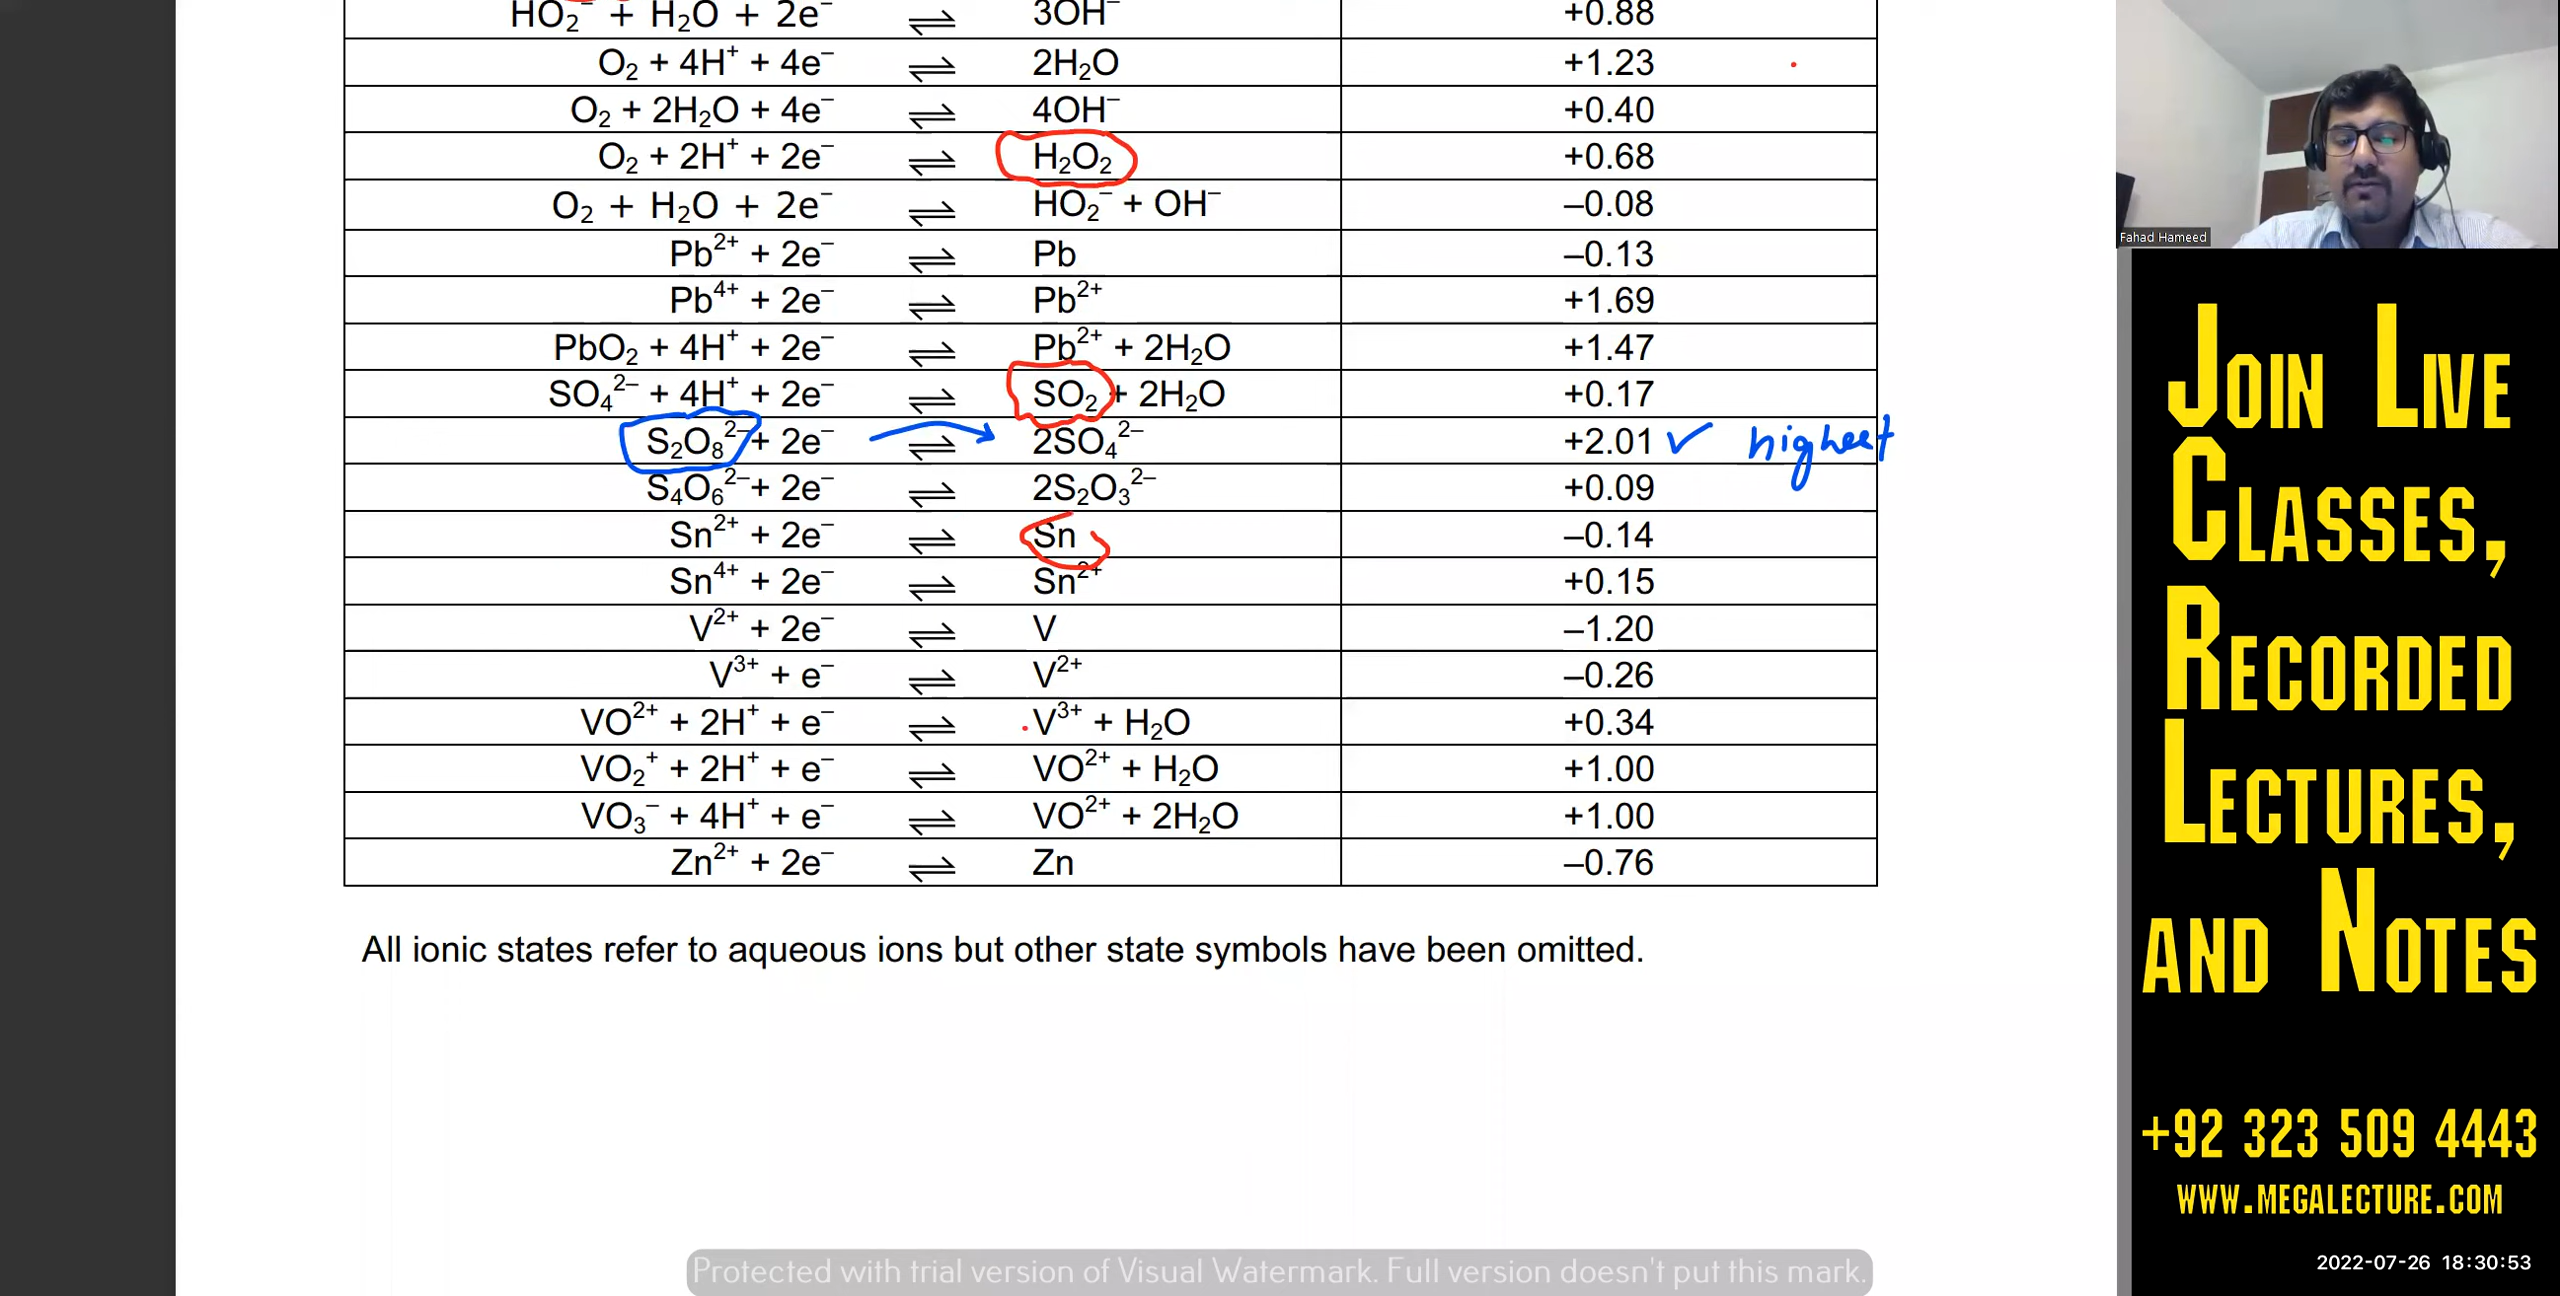 HO₂⁻ + H₂O + 2e⁻ ⇌ 3OH⁻ +0.88
O₂ + 4H⁺ + 4e⁻ ⇌ 2H₂O +1.23
O₂ + 2H₂O + 4e⁻ ⇌ 4OH⁻ +0.40
O₂ + 2H⁺ + 2e⁻ ⇌ H₂O₂ +0.68
O₂ + H₂O + 2e⁻ ⇌ HO₂⁻ + OH⁻ –0.08
Pb²⁺ + 2e⁻ ⇌ Pb –0.13
Pb⁴⁺ + 2e⁻ ⇌ Pb²⁺ +1.69
PbO₂ + 4H⁺ + 2e⁻ ⇌ Pb²⁺ + 2H₂O +1.47
SO₄²⁻ + 4H⁺ + 2e⁻ ⇌ SO₂ + 2H₂O +0.17
S₂O₈²⁻ + 2e⁻ ⇌ 2SO₄²⁻ +2.01 ✓ highest
S₄O₆²⁻ + 2e⁻ ⇌ 2S₂O₃²⁻ +0.09
Sn²⁺ + 2e⁻ ⇌ Sn –0.14
Sn⁴⁺ + 2e⁻ ⇌ Sn²⁺ +0.15
V²⁺ + 2e⁻ ⇌ V –1.20
V³⁺ + e⁻ ⇌ V²⁺ –0.26
VO²⁺ + 2H⁺ + e⁻ ⇌ V³⁺ + H₂O +0.34
VO₂⁺ + 2H⁺ + e⁻ ⇌ VO²⁺ + H₂O +1.00
VO₃⁻ + 4H⁺ + e⁻ ⇌ VO²⁺ + 2H₂O +1.00
Zn²⁺ + 2e⁻ ⇌ Zn –0.76
All ionic states refer to aqueous ions but other state symbols have been omitted.
Protected with trial version of Visual Watermark. Full version doesn't put this mark.
Fahad Hameed
JOIN LIVE
CLASSES,
RECORDED
LECTURES,
AND NOTES
+92 323 509 4443
WWW.MEGALECTURE.COM
2022-07-26 18:30:53